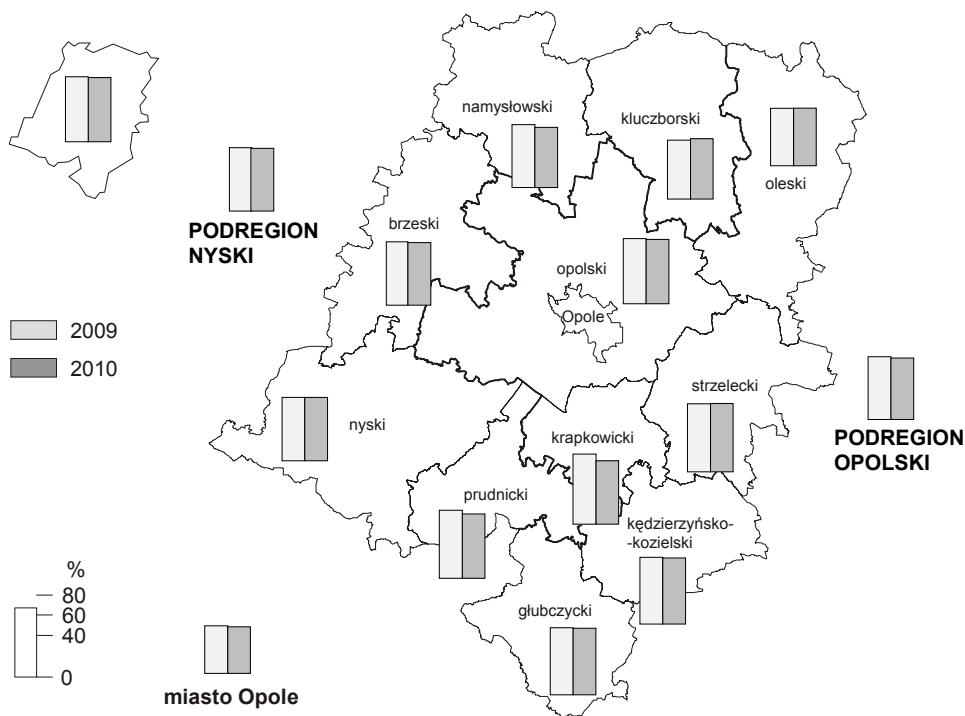 namysłowski
kluczborski
oleski
PODREGION
NYSKI
brzeski
opolski
Opole
2009
2010
strzelecki
nyski
krapkowicki
PODREGION
OPOLSKI
prudnicki
kędzierzyńsko-
-kozielski
%
80
60
40
0
głubczycki
miasto Opole